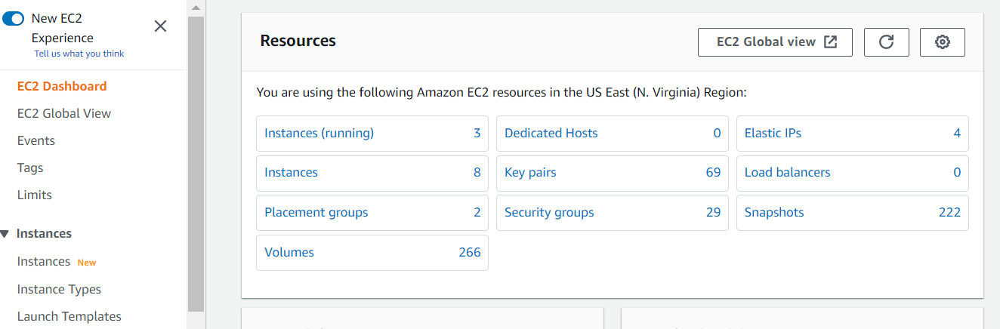 New EC2
Experience
Tell us what you think
EC2 Dashboard
EC2 Global View
Events
Tags
Limits
Instances
Instances New
Instance Types
Launch Templates
Resources
EC2 Global view
You are using the following Amazon EC2 resources in the US East (N. Virginia) Region:
Instances (running) 3
Dedicated Hosts 0
Elastic IPs 4
Instances 8
Key pairs 69
Load balancers 0
Placement groups 2
Security groups 29
Snapshots 222
Volumes 266